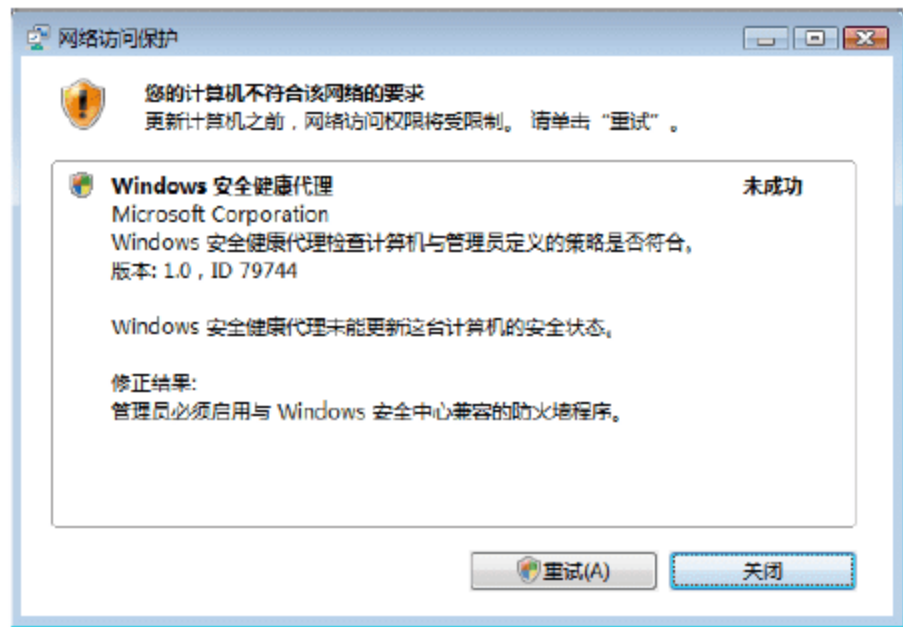 网络访问保护
您的计算机不符合该网络的要求
更新计算机之前，网络访问权限将受限制。 请单击“重试”。
Windows 安全健康代理 未成功
Microsoft Corporation
Windows 安全健康代理检查计算机与管理员定义的策略是否符合。
版本: 1.0，ID 79744
Windows 安全健康代理未能更新这台计算机的安全状态。
修正结果:
管理员必须启用与 Windows 安全中心兼容的防火墙程序。
重试(A) 关闭